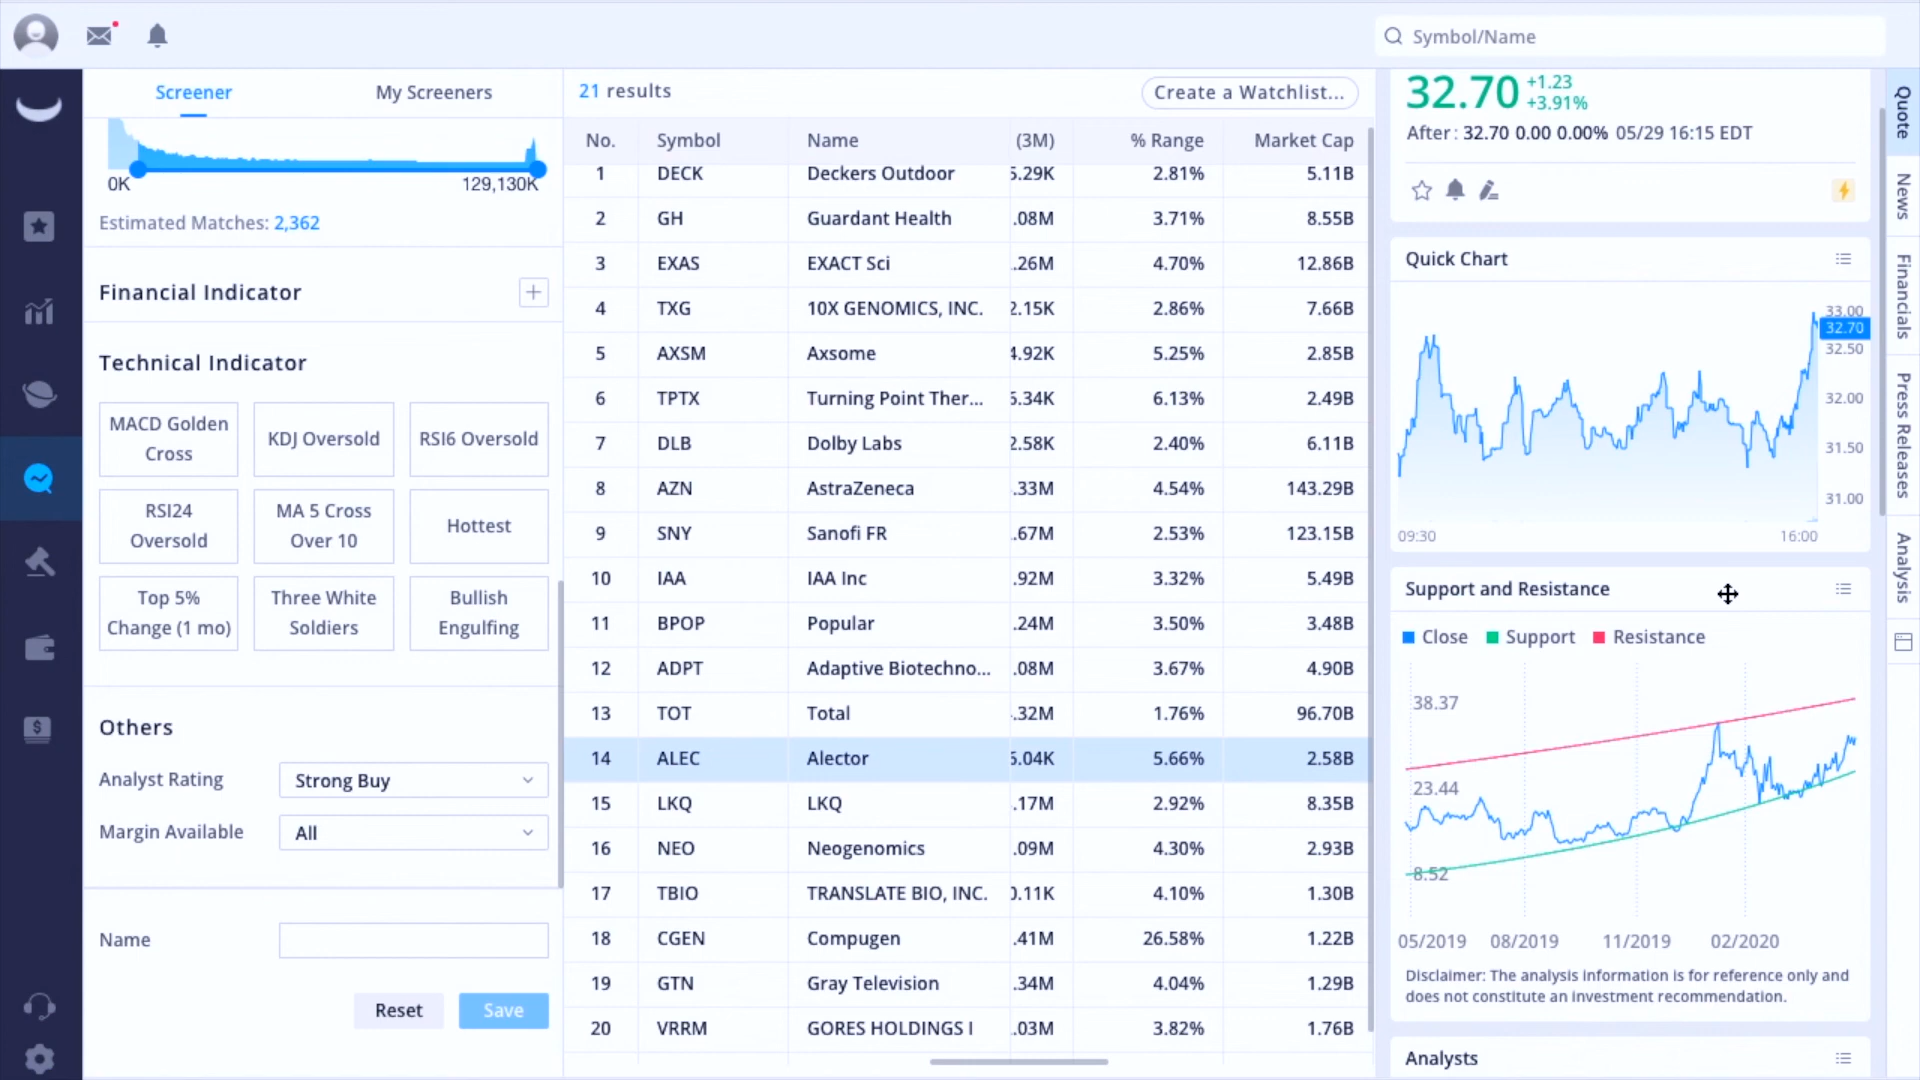 Symbol/Name
Screener
My Screeners
0K
129,130K
Estimated Matches: 2,362
Financial Indicator
Technical Indicator
MACD Golden
Cross
KDJ Oversold
RSI6 Oversold
RSI24
Oversold
MA 5 Cross
Over 10
Hottest
Top 5%
Change (1 mo)
Three White
Soldiers
Bullish
Engulfing
Others
Analyst Rating Strong Buy
Margin Available All
Name
Reset Save
21 results
Create a Watchlist...
No. Symbol Name (3M) % Range Market Cap
1 DECK Deckers Outdoor 5.29K 2.81% 5.11B
2 GH Guardant Health .08M 3.71% 8.55B
3 EXAS EXACT Sci .26M 4.70% 12.86B
4 TXG 10X GENOMICS, INC. 2.15K 2.86% 7.66B
5 AXSM Axsome 4.92K 5.25% 2.85B
6 TPTX Turning Point Ther... 5.34K 6.13% 2.49B
7 DLB Dolby Labs 2.58K 2.40% 6.11B
8 AZN AstraZeneca .33M 4.54% 143.29B
9 SNY Sanofi FR .67M 2.53% 123.15B
10 IAA IAA Inc .92M 3.32% 5.49B
11 BPOP Popular .24M 3.50% 3.48B
12 ADPT Adaptive Biotechno... .08M 3.67% 4.90B
13 TOT Total .32M 1.76% 96.70B
14 ALEC Alector 6.04K 5.66% 2.58B
15 LKQ LKQ .17M 2.92% 8.35B
16 NEO Neogenomics .09M 4.30% 2.93B
17 TBIO TRANSLATE BIO, INC. 0.11K 4.10% 1.30B
18 CGEN Compugen .41M 26.58% 1.22B
19 GTN Gray Television .34M 4.04% 1.29B
20 VRRM GORES HOLDINGS I .03M 3.82% 1.76B
32.70
+1.23
+3.91%
After: 32.70 0.00 0.00% 05/29 16:15 EDT
Quick Chart
33.00
32.70
32.50
32.00
31.50
31.00
09:30 16:00
Support and Resistance
Close Support Resistance
38.37
23.44
8.52
05/2019 08/2019 11/2019 02/2020
Disclaimer: The analysis information is for reference only and
does not constitute an investment recommendation.
Analysts
Quote
News
Financials
Press Releases
Analysis